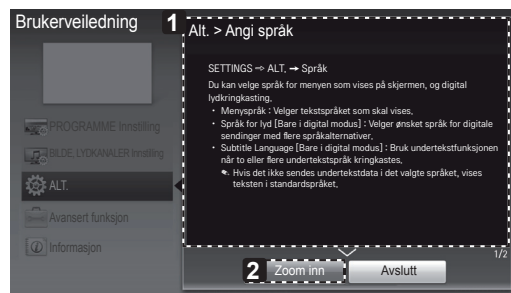 Brukerveiledning
1
Alt. > Angi språk
SETTINGS ⇨ ALT. → Språk
Du kan velge språk for menyen som vises på skjermen, og digital
lydkringkasting.
• Menyspråk : Velger tekstspråket som skal vises.
• Språk for lyd [Bare i digital modus] : Velger ønsket språk for digitale
sendinger med flere språkalternativer.
• Subtitle Language [Bare i digital modus] : Bruk undertekstfunksjonen
når to eller flere undertekstspråk kringkastes.
Hvis det ikke sendes undertekstdata i det valgte språket, vises
teksten i standardspråket.
PROGRAMME Innstilling
BILDE, LYDKANALER Innstilling
ALT.
Avansert funksjon
Informasjon
1/2
2
Zoom inn
Avslutt